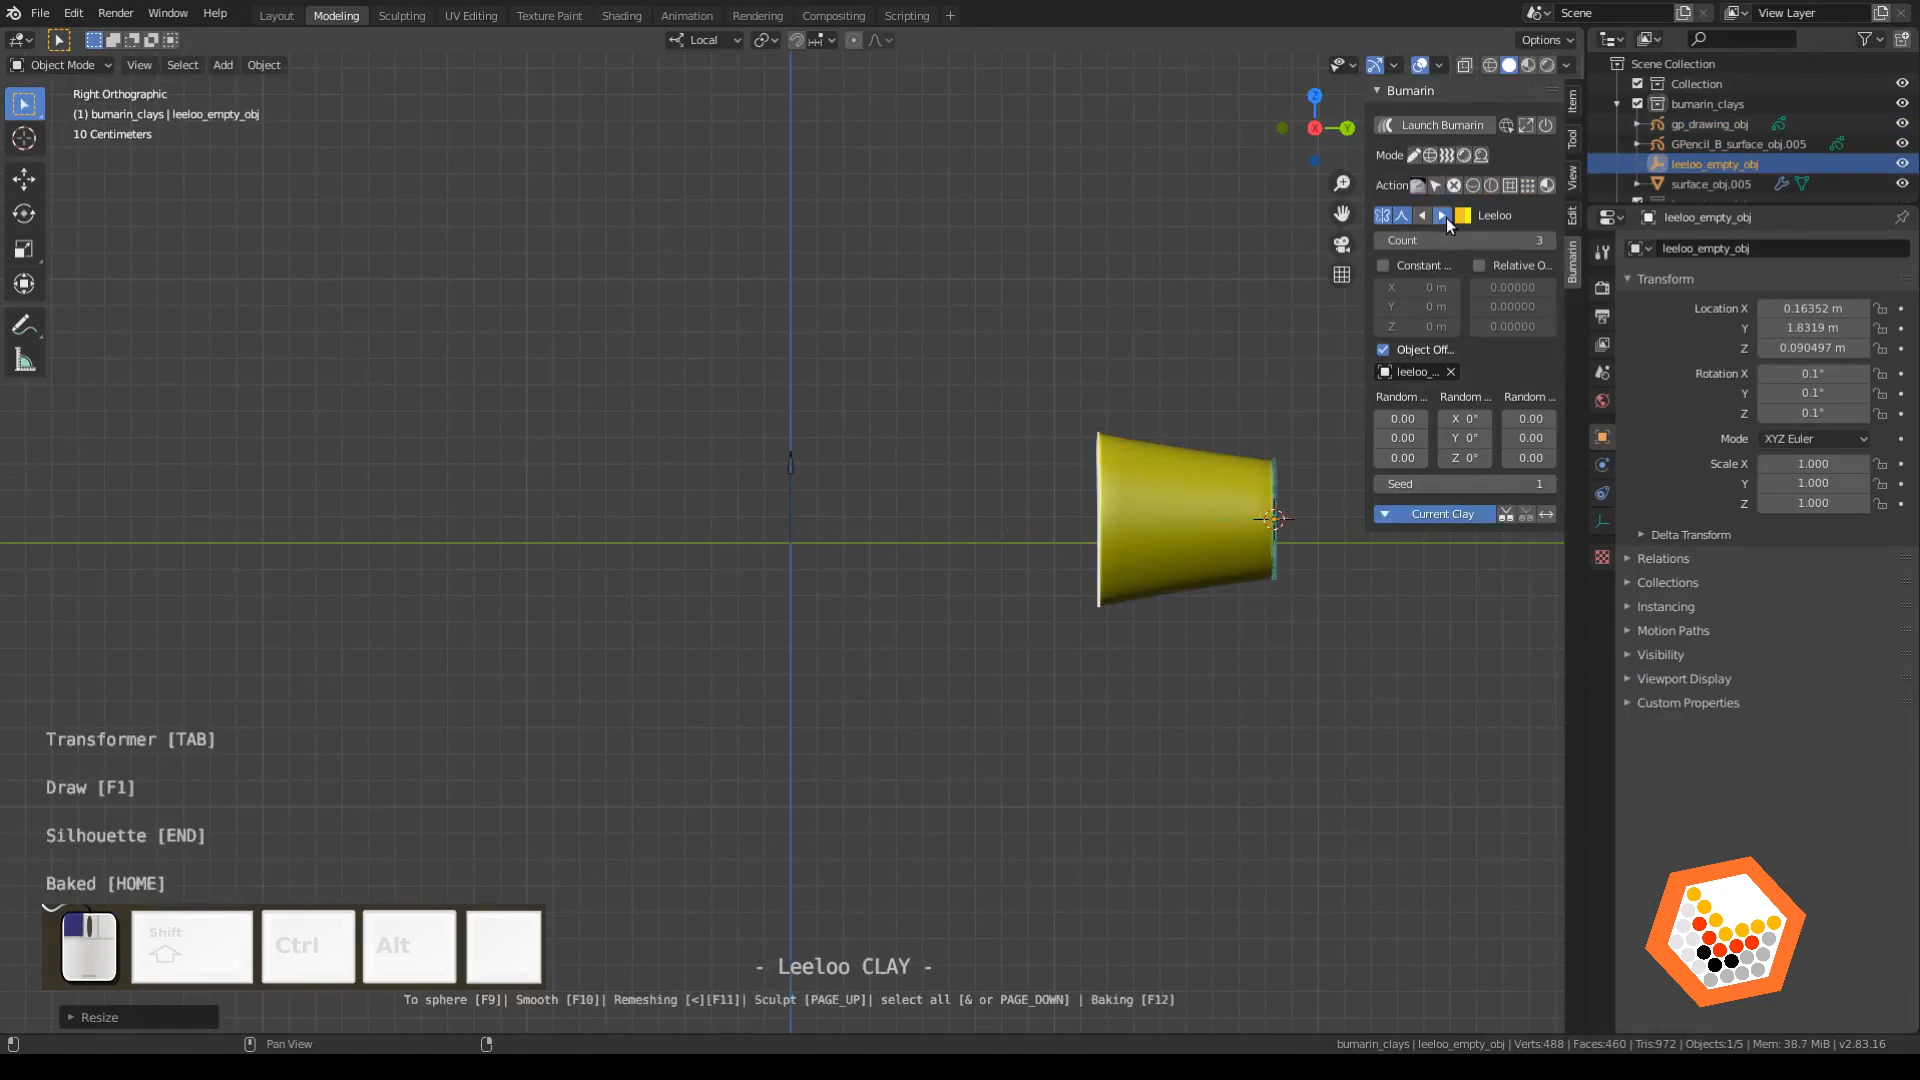 File Edit Render Window Help Layout Modeling Sculpting UV Editing Texture Paint Shading Animation Rendering Compositing Scripting + Scene View Layer
Local Options
Object Mode View Select Add Object
Right Orthographic
(1) bumarin_clays | leeloo_empty_obj
10 Centimeters
Z
X
Y
Bumarin
Launch Bumarin
Mode
Action
Leeloo
Count 3
Constant ... Relative O...
X 0 m 0.00000
Y 0 m 0.00000
Z 0 m 0.00000
Object Off...
leeloo_...
Random ... Random ... Random ...
0.00 X 0° 0.00
0.00 Y 0° 0.00
0.00 Z 0° 0.00
Seed 1
Current Clay
Item
Tool
View
Edit
Bumarin
Scene Collection
Collection
bumarin_clays
gp_drawing_obj
GPencil_B_surface_obj.005
leeloo_empty_obj
surface_obj.005
leeloo_empty_obj
leeloo_empty_obj
Transform
Location X 0.16352 m
Y 1.8319 m
Z 0.090497 m
Rotation X 0.1°
Y 0.1°
Z 0.1°
Mode XYZ Euler
Scale X 1.000
Y 1.000
Z 1.000
Delta Transform
Relations
Collections
Instancing
Motion Paths
Visibility
Viewport Display
Custom Properties
Transformer [TAB]
Draw [F1]
Silhouette [END]
Baked [HOME]
Shift
Ctrl
Alt
- Leeloo CLAY -
To sphere [F9]| Smooth [F10]| Remeshing [<][F11]| Sculpt [PAGE_UP]| select all [& or PAGE_DOWN] | Baking [F12]
Resize
Pan View
bumarin_clays | leeloo_empty_obj | Verts:488 | Faces:460 | Tris:972 | Objects:1/5 | Mem: 38.7 MiB | v2.83.16